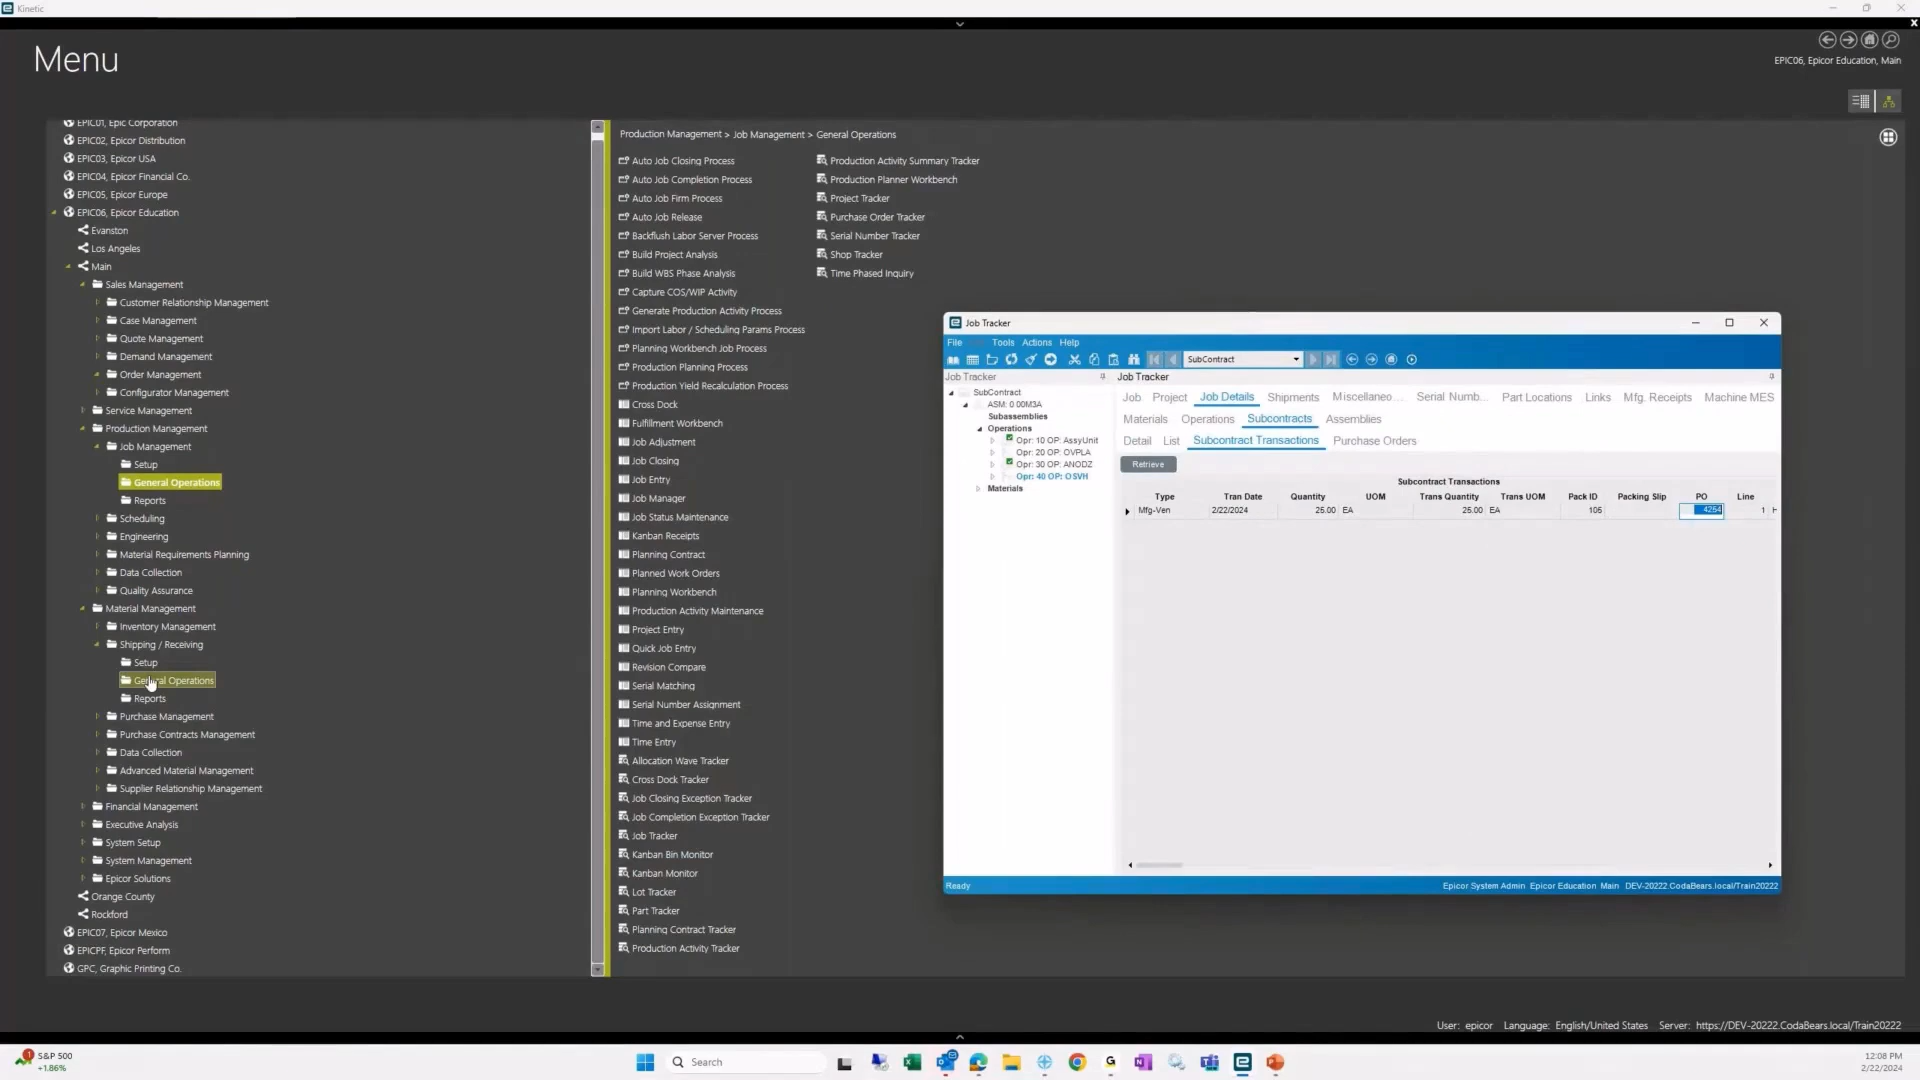 Kinetic
Menu
EPIC06, Epicor Education, Main
EPIC01, Epic Corporation
EPIC02, Epicor Distribution
EPIC03, Epicor USA
EPIC04, Epicor Financial Co.
EPIC05, Epicor Europe
EPIC06, Epicor Education
Evanston
Los Angeles
Main
Sales Management
Customer Relationship Management
Case Management
Quote Management
Demand Management
Order Management
Configurator Management
Service Management
Production Management
Job Management
Setup
General Operations
Reports
Scheduling
Engineering
Material Requirements Planning
Data Collection
Quality Assurance
Material Management
Inventory Management
Shipping / Receiving
Setup
General Operations
Reports
Purchase Management
Purchase Contracts Management
Data Collection
Advanced Material Management
Supplier Relationship Management
Financial Management
Executive Analysis
System Setup
System Management
Epicor Solutions
Orange County
Rockford
EPIC07, Epicor Mexico
EPICPF, Epicor Perform
GPC, Graphic Printing Co.
Production Management > Job Management > General Operations
Auto Job Closing Process
Auto Job Completion Process
Auto Job Firm Process
Auto Job Release
Backflush Labor Server Process
Build Project Analysis
Build WBS Phase Analysis
Capture COS/WIP Activity
Generate Production Activity Process
Import Labor / Scheduling Params Process
Planning Workbench Job Process
Production Planning Process
Production Yield Recalculation Process
Cross Dock
Fulfillment Workbench
Job Adjustment
Job Closing
Job Entry
Job Manager
Job Status Maintenance
Kanban Receipts
Planning Contract
Planned Work Orders
Planning Workbench
Production Activity Maintenance
Project Entry
Quick Job Entry
Revision Compare
Serial Matching
Serial Number Assignment
Time and Expense Entry
Time Entry
Allocation Wave Tracker
Cross Dock Tracker
Job Closing Exception Tracker
Job Completion Exception Tracker
Job Tracker
Kanban Bin Monitor
Kanban Monitor
Lot Tracker
Part Tracker
Planning Contract Tracker
Production Activity Tracker
Production Activity Summary Tracker
Production Planner Workbench
Project Tracker
Purchase Order Tracker
Serial Number Tracker
Shop Tracker
Time Phased Inquiry
Job Tracker
File Tools Actions Help
SubContract
Job Tracker
SubContract
ASM: 0 00M3A
Subassemblies
Operations
Opr: 10 OP: AssyUnit
Opr: 20 OP: OVPLA
Opr: 30 OP: ANODZ
Opr: 40 OP: OSVH
Materials
Job Tracker
Job Project Job Details Shipments Miscellaneo... Serial Numb... Part Locations Links Mfg. Receipts Machine MES
Materials Operations Subcontracts Assemblies
Detail List Subcontract Transactions Purchase Orders
Retrieve
Subcontract Transactions
Type Tran Date Quantity UOM Trans Quantity Trans UOM Pack ID Packing Slip PO Line
Mfg-Ven 2/22/2024 25.00 EA 25.00 EA 105 4254 1
Ready
Epicor System Admin Epicor Education Main DEV-20222.CodaBears.local/Train20222
User: epicor Language: English/United States Server: https://DEV-20222.CodaBears.local/Train20222
1
S&P 500
+1.86%
Search
12:08 PM
2/22/2024